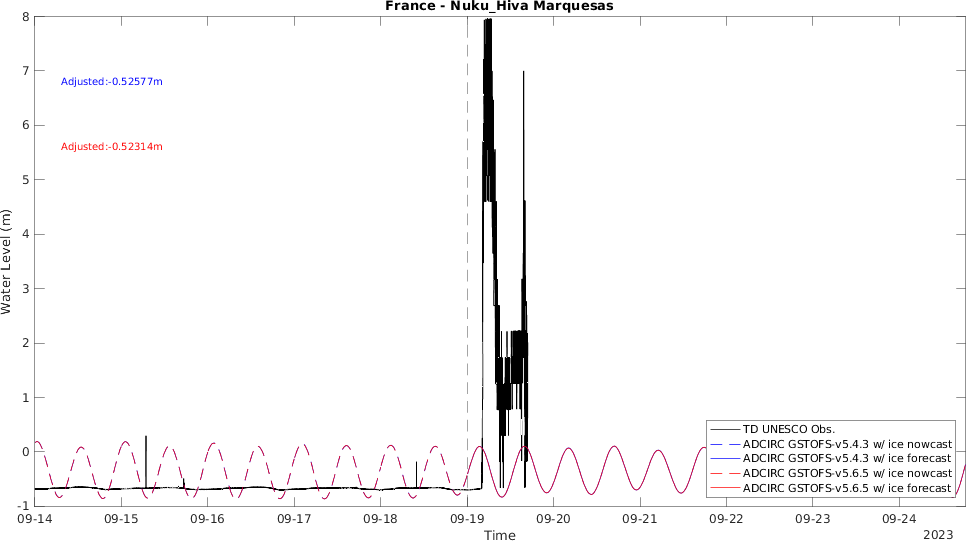 France - Nuku_Hiva Marquesas
8
7
6
5
4
3
2
1
0
-1
Water Level (m)
Adjusted:-0.52577m
Adjusted:-0.52314m
TD UNESCO Obs.
ADCIRC GSTOFS-v5.4.3 w/ ice nowcast
ADCIRC GSTOFS-v5.4.3 w/ ice forecast
ADCIRC GSTOFS-v5.6.5 w/ ice nowcast
ADCIRC GSTOFS-v5.6.5 w/ ice forecast
09-14 09-15 09-16 09-17 09-18 09-19 09-20 09-21 09-22 09-23 09-24
Time
2023